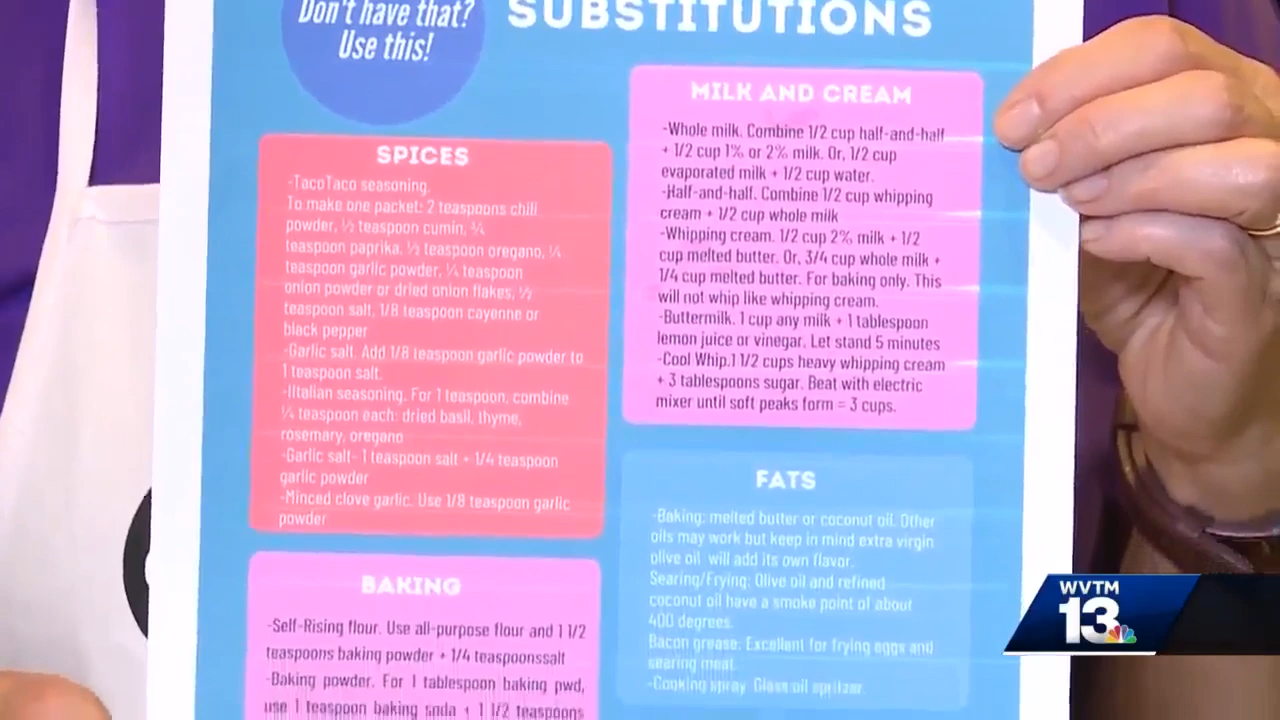 Don't have that?
Use this!
SUBSTITUTIONS
SPICES
-TacoTaco seasoning.
To make one packet: 2 teaspoons chili
powder, ½ teaspoon cumin, ¼
teaspoon paprika, ½ teaspoon oregano, ¼
teaspoon garlic powder, ¼ teaspoon
onion powder or dried onion flakes, ½
teaspoon salt, 1/8 teaspoon cayenne or
black pepper
-Garlic salt. Add 1/8 teaspoon garlic powder to
1 teaspoon salt.
-IItalian seasoning. For 1 teaspoon, combine
¼ teaspoon each: dried basil, thyme,
rosemary, oregano
-Garlic salt- 1 teaspoon salt + 1/4 teaspoon
garlic powder
-Minced clove garlic. Use 1/8 teaspoon garlic
powder
BAKING
-Self-Rising flour. Use all-purpose flour and 1 1/2
teaspoons baking powder + 1/4 teaspoonssalt
-Baking powder. For 1 tablespoon baking pwd,
use 1 teaspoon baking soda + 1 1/2 teaspoons
MILK AND CREAM
-Whole milk. Combine 1/2 cup half-and-half
+ 1/2 cup 1% or 2% milk. Or, 1/2 cup
evaporated milk + 1/2 cup water.
-Half-and-half. Combine 1/2 cup whipping
cream + 1/2 cup whole milk
-Whipping cream. 1/2 cup 2% milk + 1/2
cup melted butter. Or, 3/4 cup whole milk +
1/4 cup melted butter. For baking only. This
will not whip like whipping cream.
-Buttermilk. 1 cup any milk + 1 tablespoon
lemon juice or vinegar. Let stand 5 minutes
-Cool Whip.1 1/2 cups heavy whipping cream
+ 3 tablespoons sugar. Beat with electric
mixer until soft peaks form = 3 cups.
FATS
-Baking: melted butter or coconut oil. Other
oils may work but keep in mind extra virgin
olive oil will add its own flavor.
Searing/Frying: Olive oil and refined
coconut oil have a smoke point of about
400 degrees.
Bacon grease: Excellent for frying eggs and
searing meat.
-Cooking spray. Glass oil spritzer.
WVTM
13